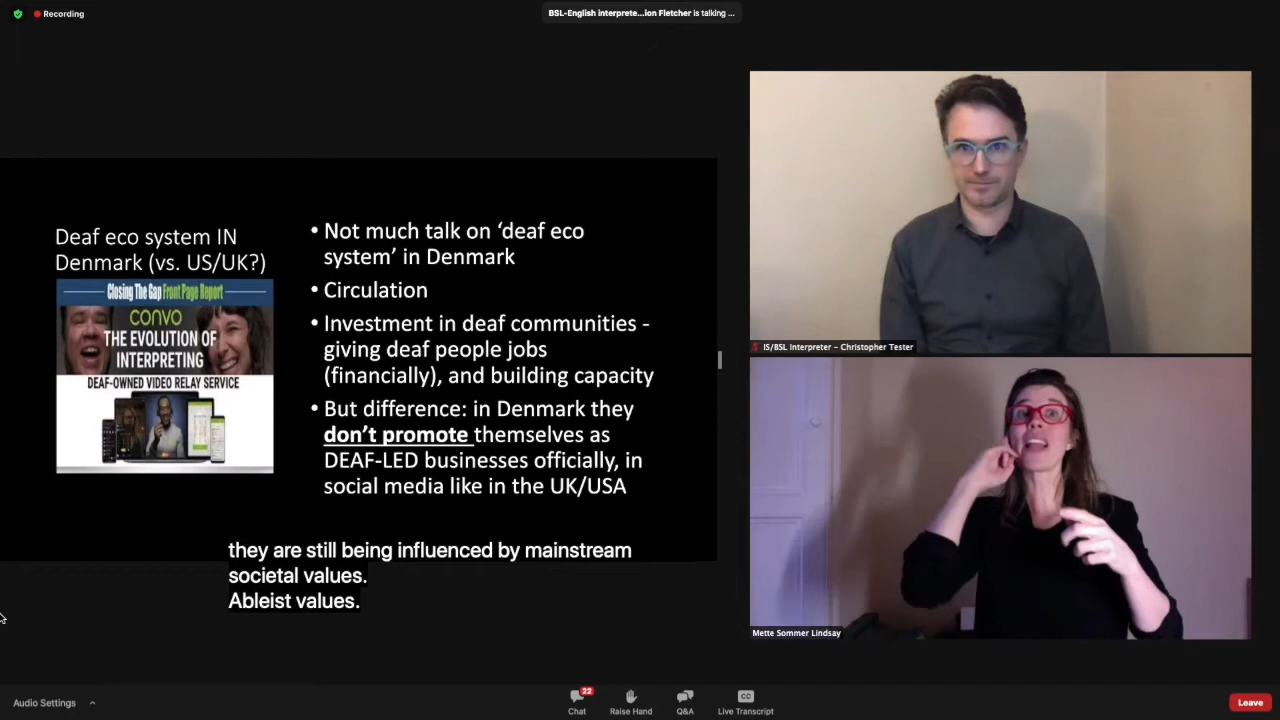 Recording
BSL-English interprete...ion Fletcher is talking ...
Deaf eco system IN
Denmark (vs. US/UK?)
Closing The Gap Front Page Report
CONVO
THE EVOLUTION OF
INTERPRETING
DEAF-OWNED VIDEO RELAY SERVICE
• Not much talk on ‘deaf eco
system’ in Denmark
• Circulation
• Investment in deaf communities -
giving deaf people jobs
(financially), and building capacity
• But difference: in Denmark they
don’t promote themselves as
DEAF-LED businesses officially, in
social media like in the UK/USA
they are still being influenced by mainstream
societal values.
Ableist values.
IS/BSL Interpreter – Christopher Tester
Mette Sommer Lindsay
Audio Settings
22
Chat
Raise Hand
Q&A
CC
Live Transcript
Leave